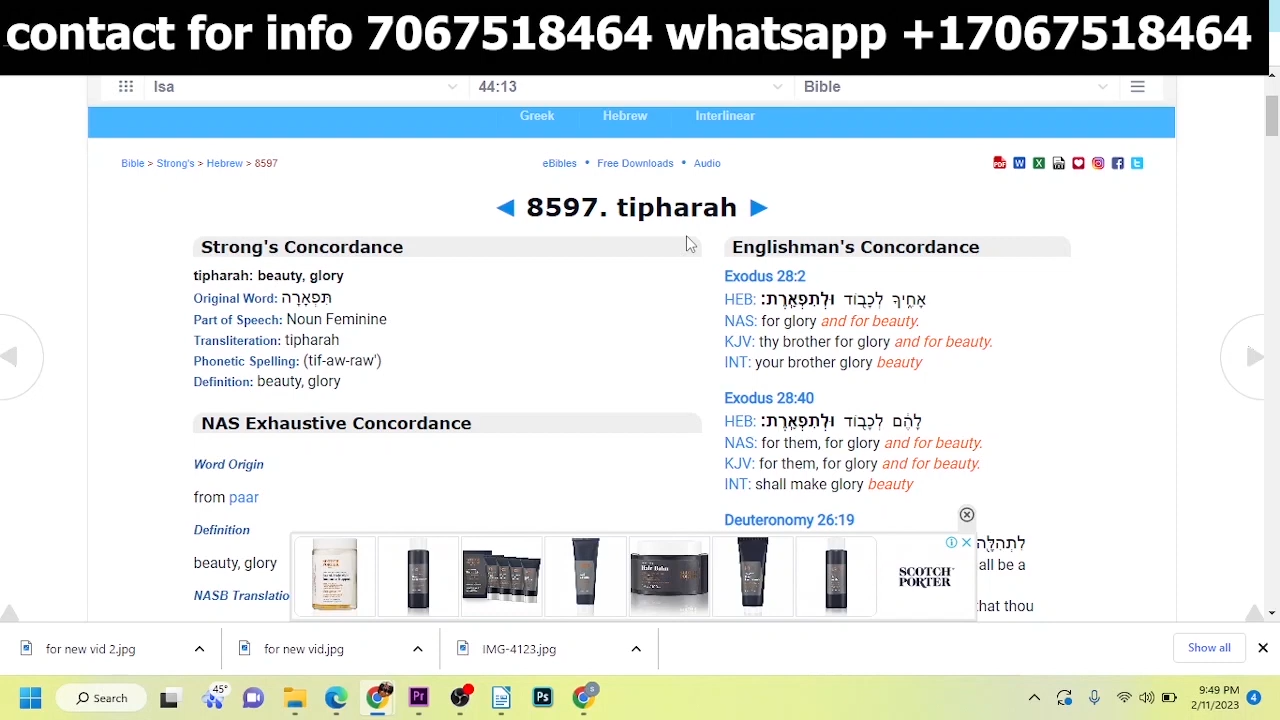 contact for info 7067518464 whatsapp +17067518464
Isa 44:13 Bible
Greek Hebrew Interlinear
Bible > Strong's > Hebrew > 8597
eBibles • Free Downloads • Audio
◄ 8597. tipharah ►
Strong's Concordance
tipharah: beauty, glory
Original Word: תִּפְאָרָה
Part of Speech: Noun Feminine
Transliteration: tipharah
Phonetic Spelling: (tif-aw-raw')
Definition: beauty, glory
NAS Exhaustive Concordance
Word Origin
from paar
Definition
beauty, glory
NASB Translatio
Englishman's Concordance
Exodus 28:2
HEB: אָחִ֑יךָ לְכָב֖וֹד וּלְתִפְאָֽרֶת׃
NAS: for glory and for beauty.
KJV: thy brother for glory and for beauty.
INT: your brother glory beauty
Exodus 28:40
HEB: לָהֶ֔ם לְכָב֖וֹד וּלְתִפְאָֽרֶת׃
NAS: for them, for glory and for beauty.
KJV: for them, for glory and for beauty.
INT: shall make glory beauty
Deuteronomy 26:19
all be a
hat thou
SCOTCH
PORTER
for new vid 2.jpg
for new vid.jpg
IMG-4123.jpg
Show all
45°
Search
9:49 PM
2/11/2023
4